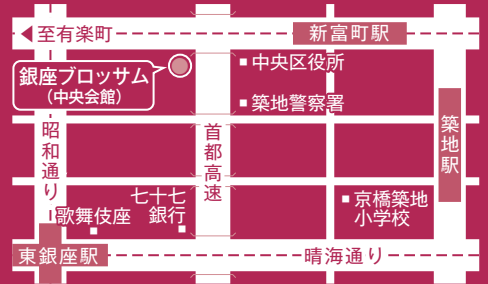 至有楽町
新富町駅
銀座ブロッサム
（中央会館）
中央区役所
築地警察署
昭和通り
首都高速
築地駅
七十七
銀行
歌舞伎座
京橋築地
小学校
東銀座駅
晴海通り